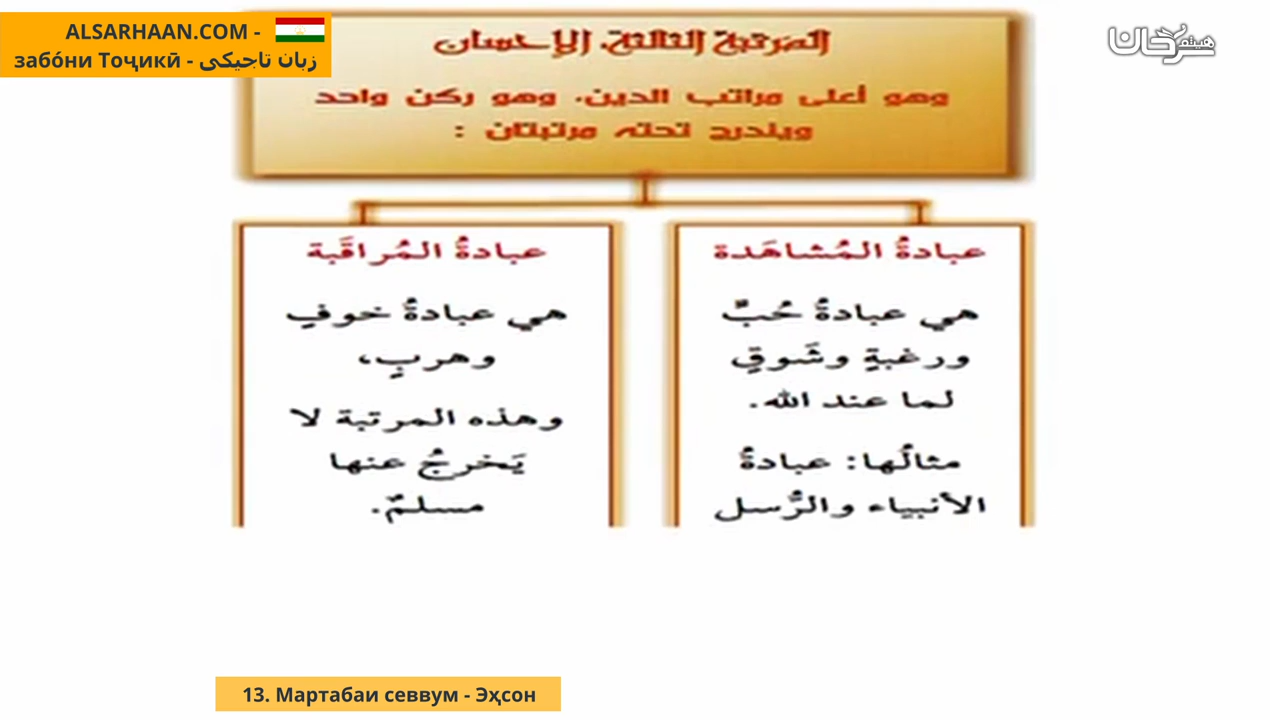 ALSARHAAN.COM -
забо́ни Тоҷикӣ - زبان تاجیکی
هيثم سرحان
المرتبة الثالثة. الإحسان
وهو أعلى مراتب الدين. وهو ركن واحد
ويندرج تحته مرتبتان :
عبادةُ المُشاهَدة
هي عبادةُ حُبٍّ
ورغبةٍ وشَوقٍ
لما عند الله.
مثالُها: عبادةُ
الأنبياء والرُّسل
عبادةُ المُراقَبة
هي عبادةُ خوفٍ
وهربٍ،
وهذه المرتبة لا
يَخرجُ عنها
مسلمٌ.
13. Мартабаи севвум - Эҳсон